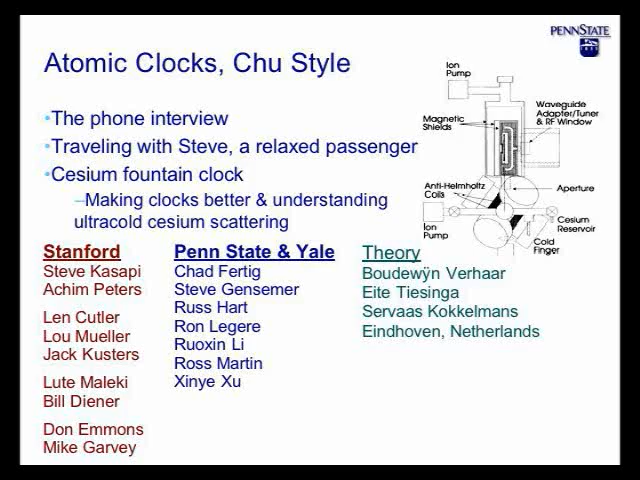 PENNSTATE
1855
Atomic Clocks, Chu Style
•The phone interview
•Traveling with Steve, a relaxed passenger
•Cesium fountain clock
–Making clocks better & understanding
ultracold cesium scattering
Ion
Pump
Magnetic
Shields
Waveguide
Adapter/Tuner
& RF Window
Anti-Helmholtz
Coils
Aperture
Ion
Pump
Cesium
Reservoir
Cold
Finger
Stanford
Steve Kasapi
Achim Peters
Len Cutler
Lou Mueller
Jack Kusters
Lute Maleki
Bill Diener
Don Emmons
Mike Garvey
Penn State & Yale
Chad Fertig
Steve Gensemer
Russ Hart
Ron Legere
Ruoxin Li
Ross Martin
Xinye Xu
Theory
Boudewÿn Verhaar
Eite Tiesinga
Servaas Kokkelmans
Eindhoven, Netherlands